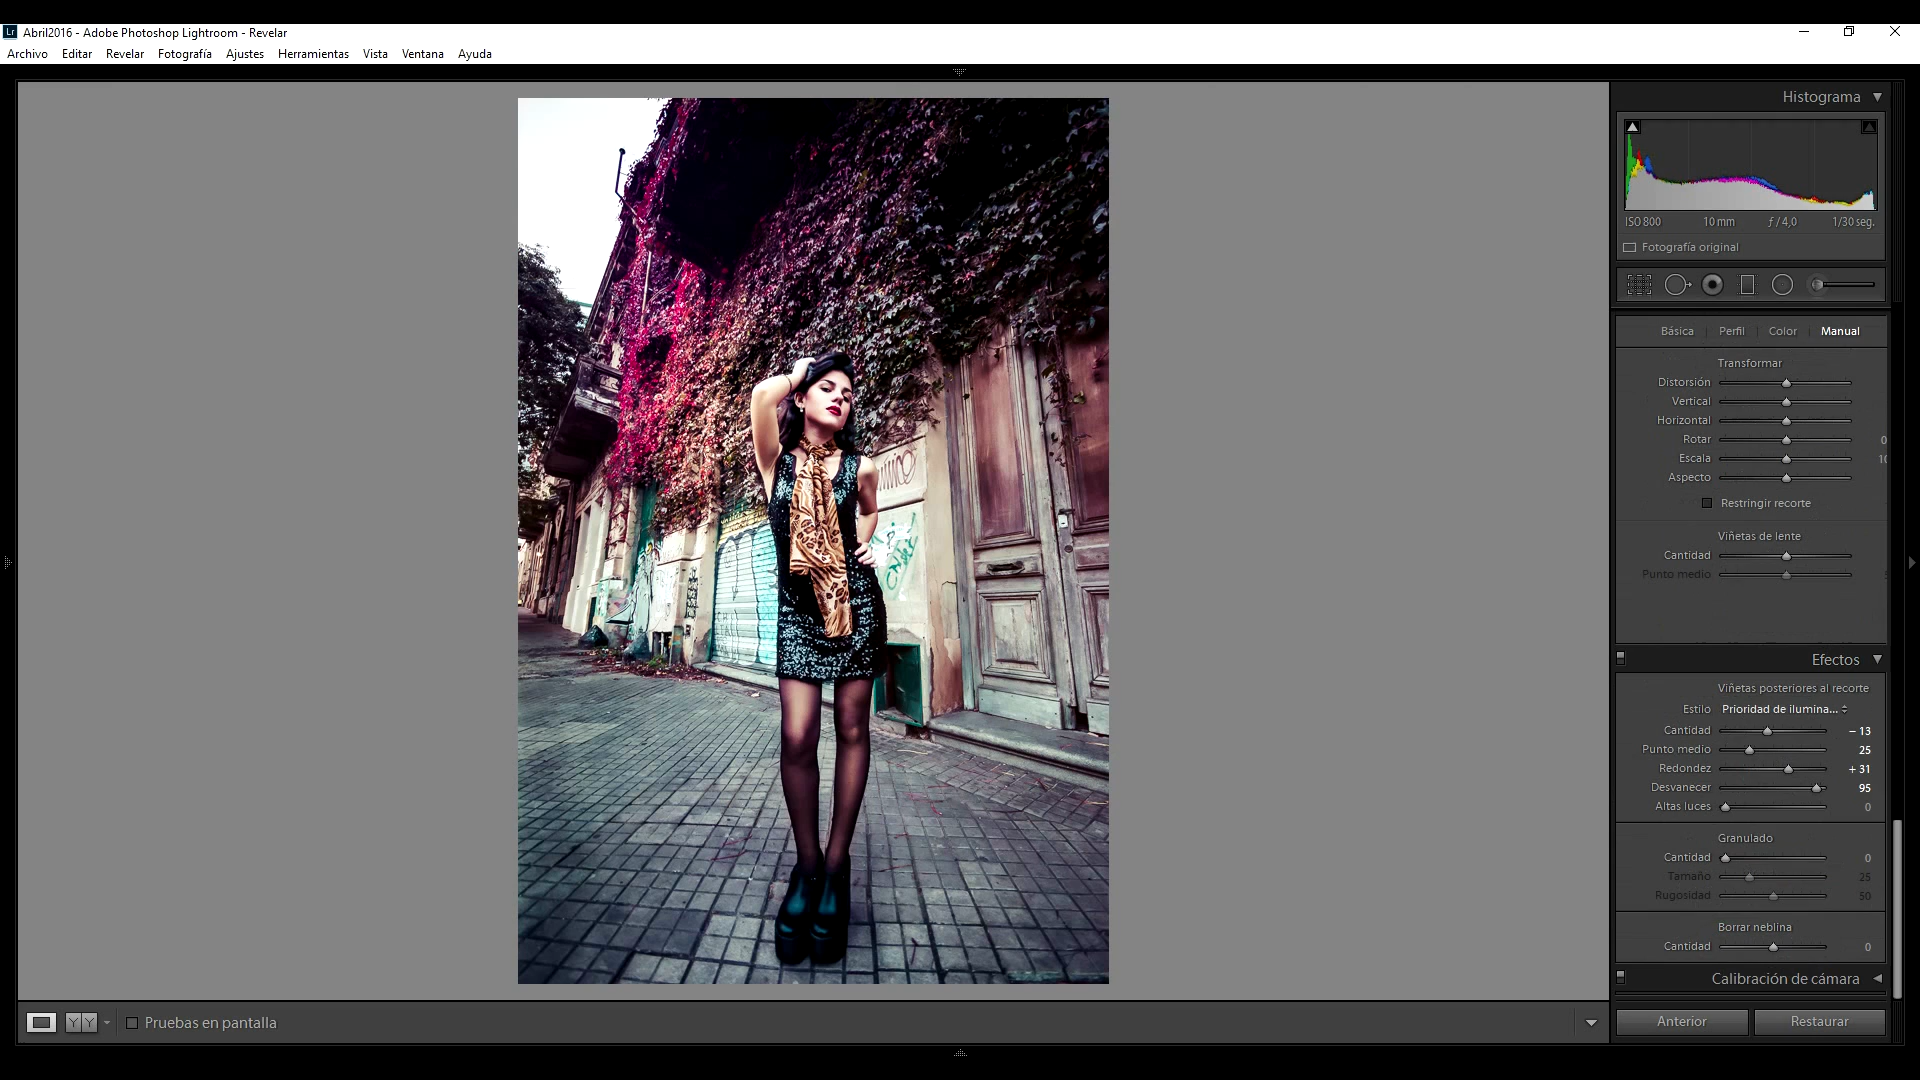 Abril2016 - Adobe Photoshop Lightroom - Revelar
Archivo Editar Revelar Fotografía Ajustes Herramientas Vista Ventana Ayuda
Histograma
ISO 800 10 mm ƒ / 4,0 1/30 seg.
Fotografía original
Básica Perfil Color Manual
Transformar
Distorsión
Vertical
Horizontal
Rotar 0
Escala
Aspecto
Restringir recorte
Viñetas de lente
Cantidad
Punto medio
Efectos
Viñetas posteriores al recorte
Estilo Prioridad de ilumina...
Cantidad – 13
Punto medio 25
Redondez + 31
Desvanecer 95
Altas luces 0
Granulado
Cantidad 0
Tamaño 25
Rugosidad 50
Borrar neblina
Cantidad 0
Calibración de cámara
Pruebas en pantalla
Anterior Restaurar